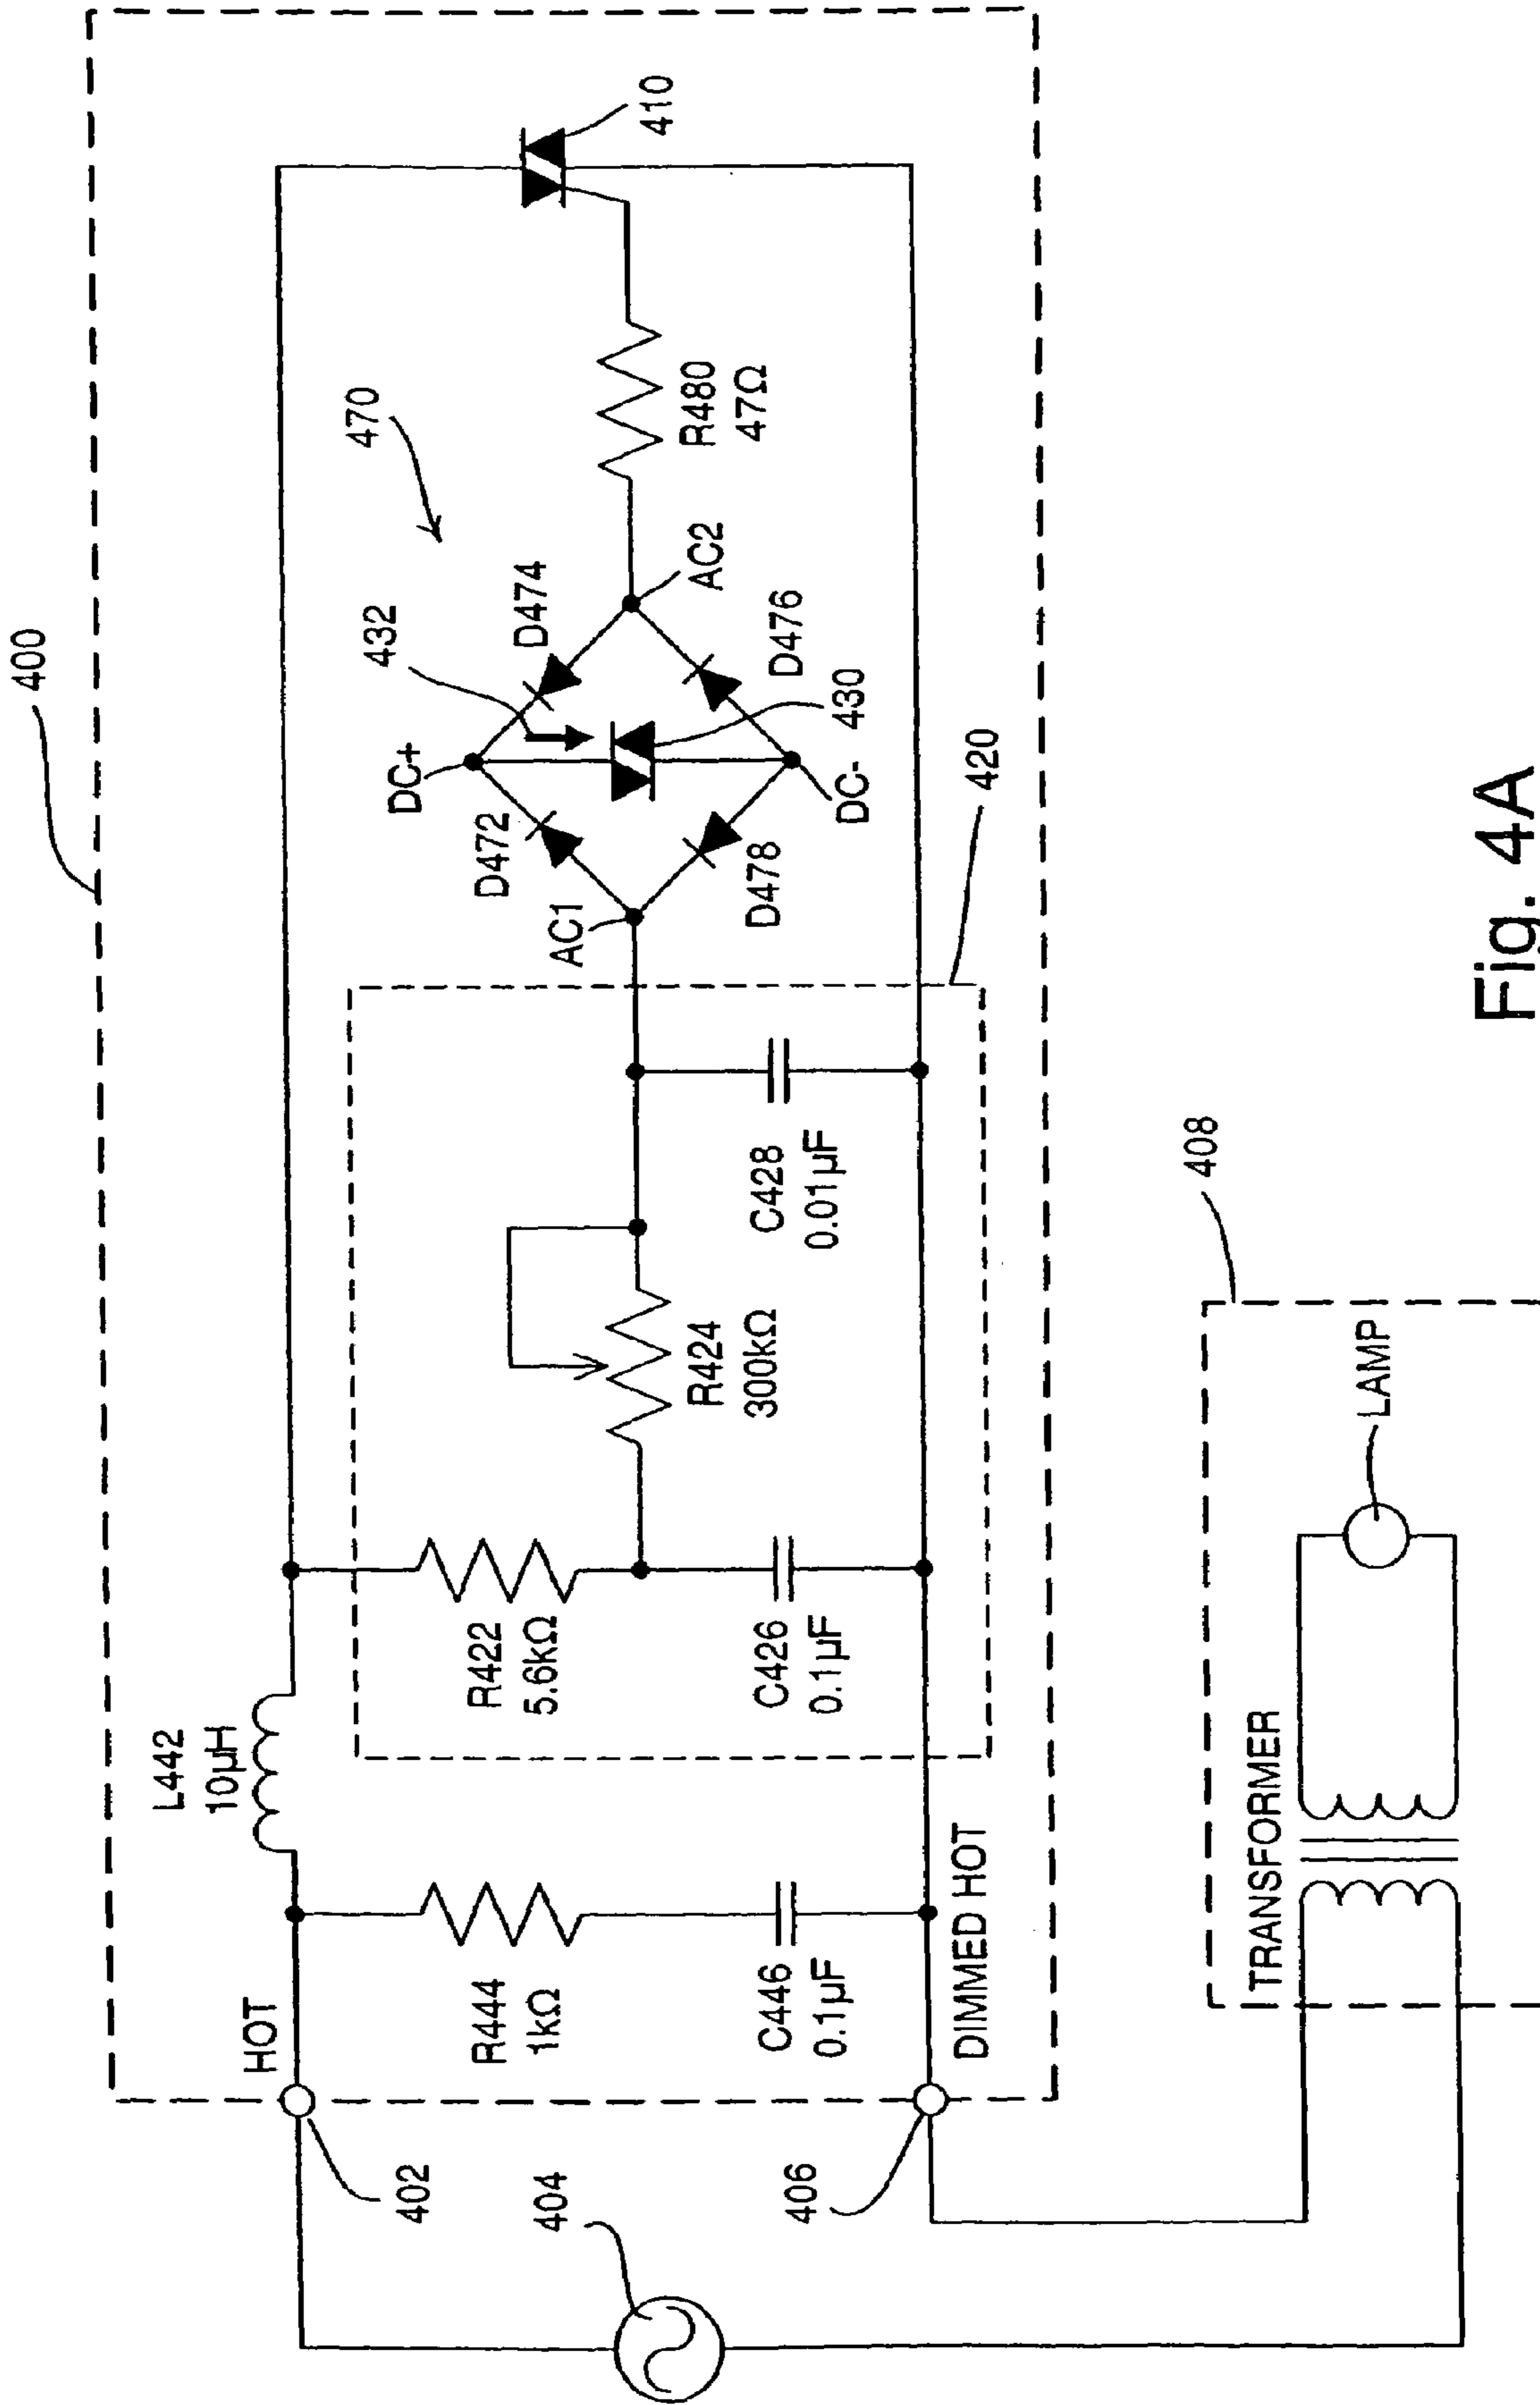 400
L442
10µH
HOT
402
404
406
R444
1kΩ
C446
0.1µF
DIMMED HOT
R422
5.6kΩ
C426
0.1µF
R424
300kΩ
C428
0.01µF
420
AC1
D472
DC+
432
D474
470
AC2
D478
DC-
430
D476
R480
47Ω
410
408
TRANSFORMER
LAMP
Fig. 4A